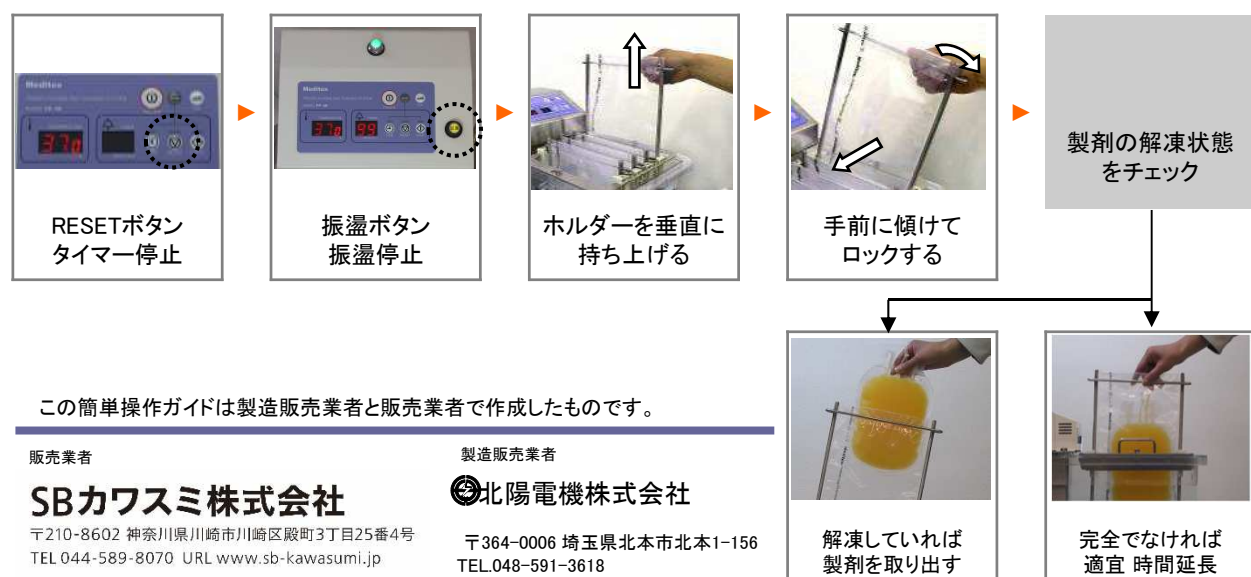 RESETボタン
タイマー停止
振盪ボタン
振盪停止
ホルダーを垂直に
持ち上げる
手前に傾けて
ロックする
製剤の解凍状態
をチェック
解凍していれば
製剤を取り出す
完全でなければ
適宜 時間延長
この簡単操作ガイドは製造販売業者と販売業者で作成したものです。
販売業者
SBカワスミ株式会社
〒210-8602 神奈川県川崎市川崎区殿町3丁目25番4号
TEL 044-589-8070 URL www.sb-kawasumi.jp
製造販売業者
北陽電機株式会社
〒364-0006 埼玉県北本市北本1-156
TEL.048-591-3618